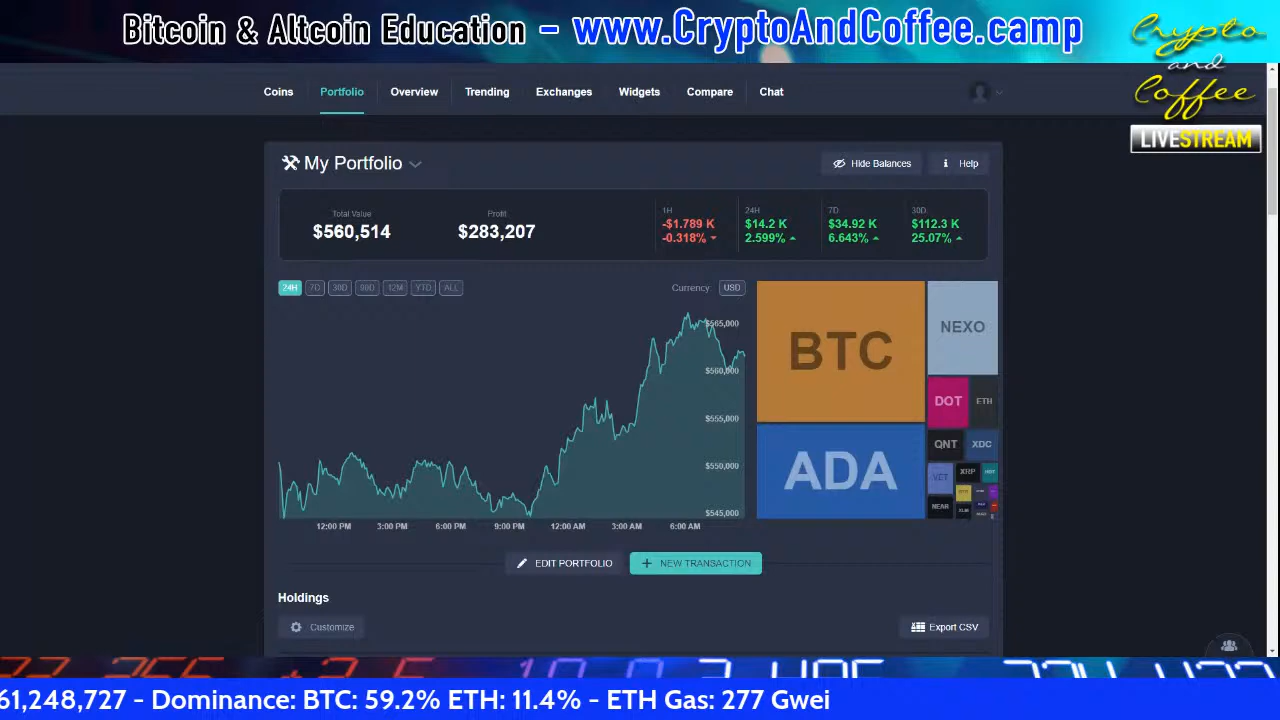 Bitcoin & Altcoin Education – www.CryptoAndCoffee.camp
Crypto
and
Coffee
LIVESTREAM
Coins Portfolio Overview Trending Exchanges Widgets Compare Chat
My Portfolio
Hide Balances
Help
Total Value
$560,514
Profit
$283,207
1H
-$1.789 K
-0.318%
24H
$14.2 K
2.599%
7D
$34.92 K
6.643%
30D
$112.3 K
25.07%
24H 7D 30D 90D 12M YTD ALL
Currency USD
$565,000
$560,000
$555,000
$550,000
$545,000
12:00 PM 3:00 PM 6:00 PM 9:00 PM 12:00 AM 3:00 AM 6:00 AM
BTC
ADA
NEXO
DOT
ETH
QNT
XDC
VET
XRP
HOT
NEAR
XLM
EDIT PORTFOLIO
NEW TRANSACTION
Holdings
Customize
Export CSV
61,248,727 - Dominance: BTC: 59.2% ETH: 11.4% - ETH Gas: 277 Gwei